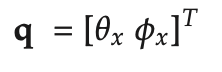 q = [θₓ ϕₓ]ᵀ